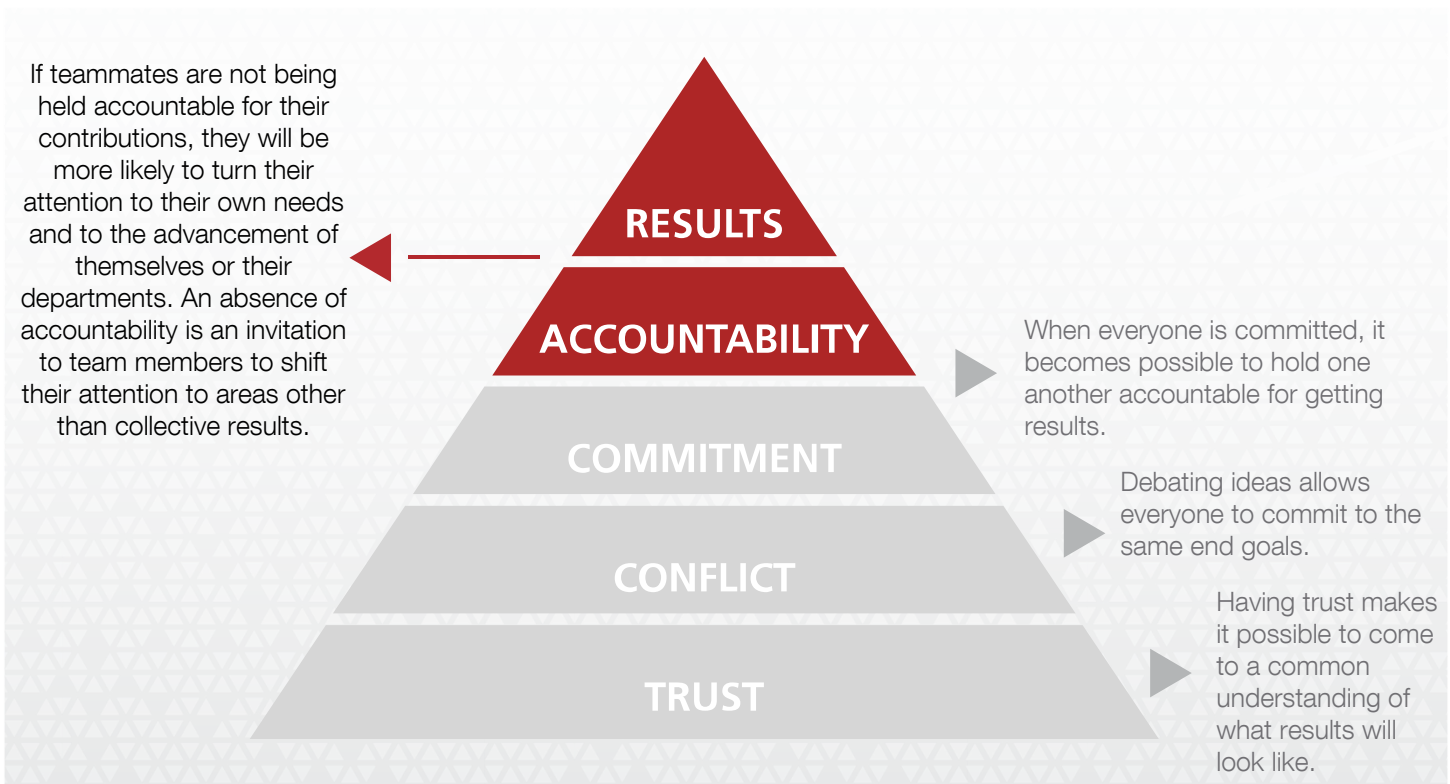 If teammates are not being
held accountable for their
contributions, they will be
more likely to turn their
attention to their own needs
and to the advancement of
themselves or their
departments. An absence of
accountability is an invitation
to team members to shift
their attention to areas other
than collective results.
RESULTS
ACCOUNTABILITY
When everyone is committed, it
becomes possible to hold one
another accountable for getting
results.
COMMITMENT
Debating ideas allows
everyone to commit to the
same end goals.
CONFLICT
Having trust makes
it possible to come
to a common
understanding of
what results will
look like.
TRUST